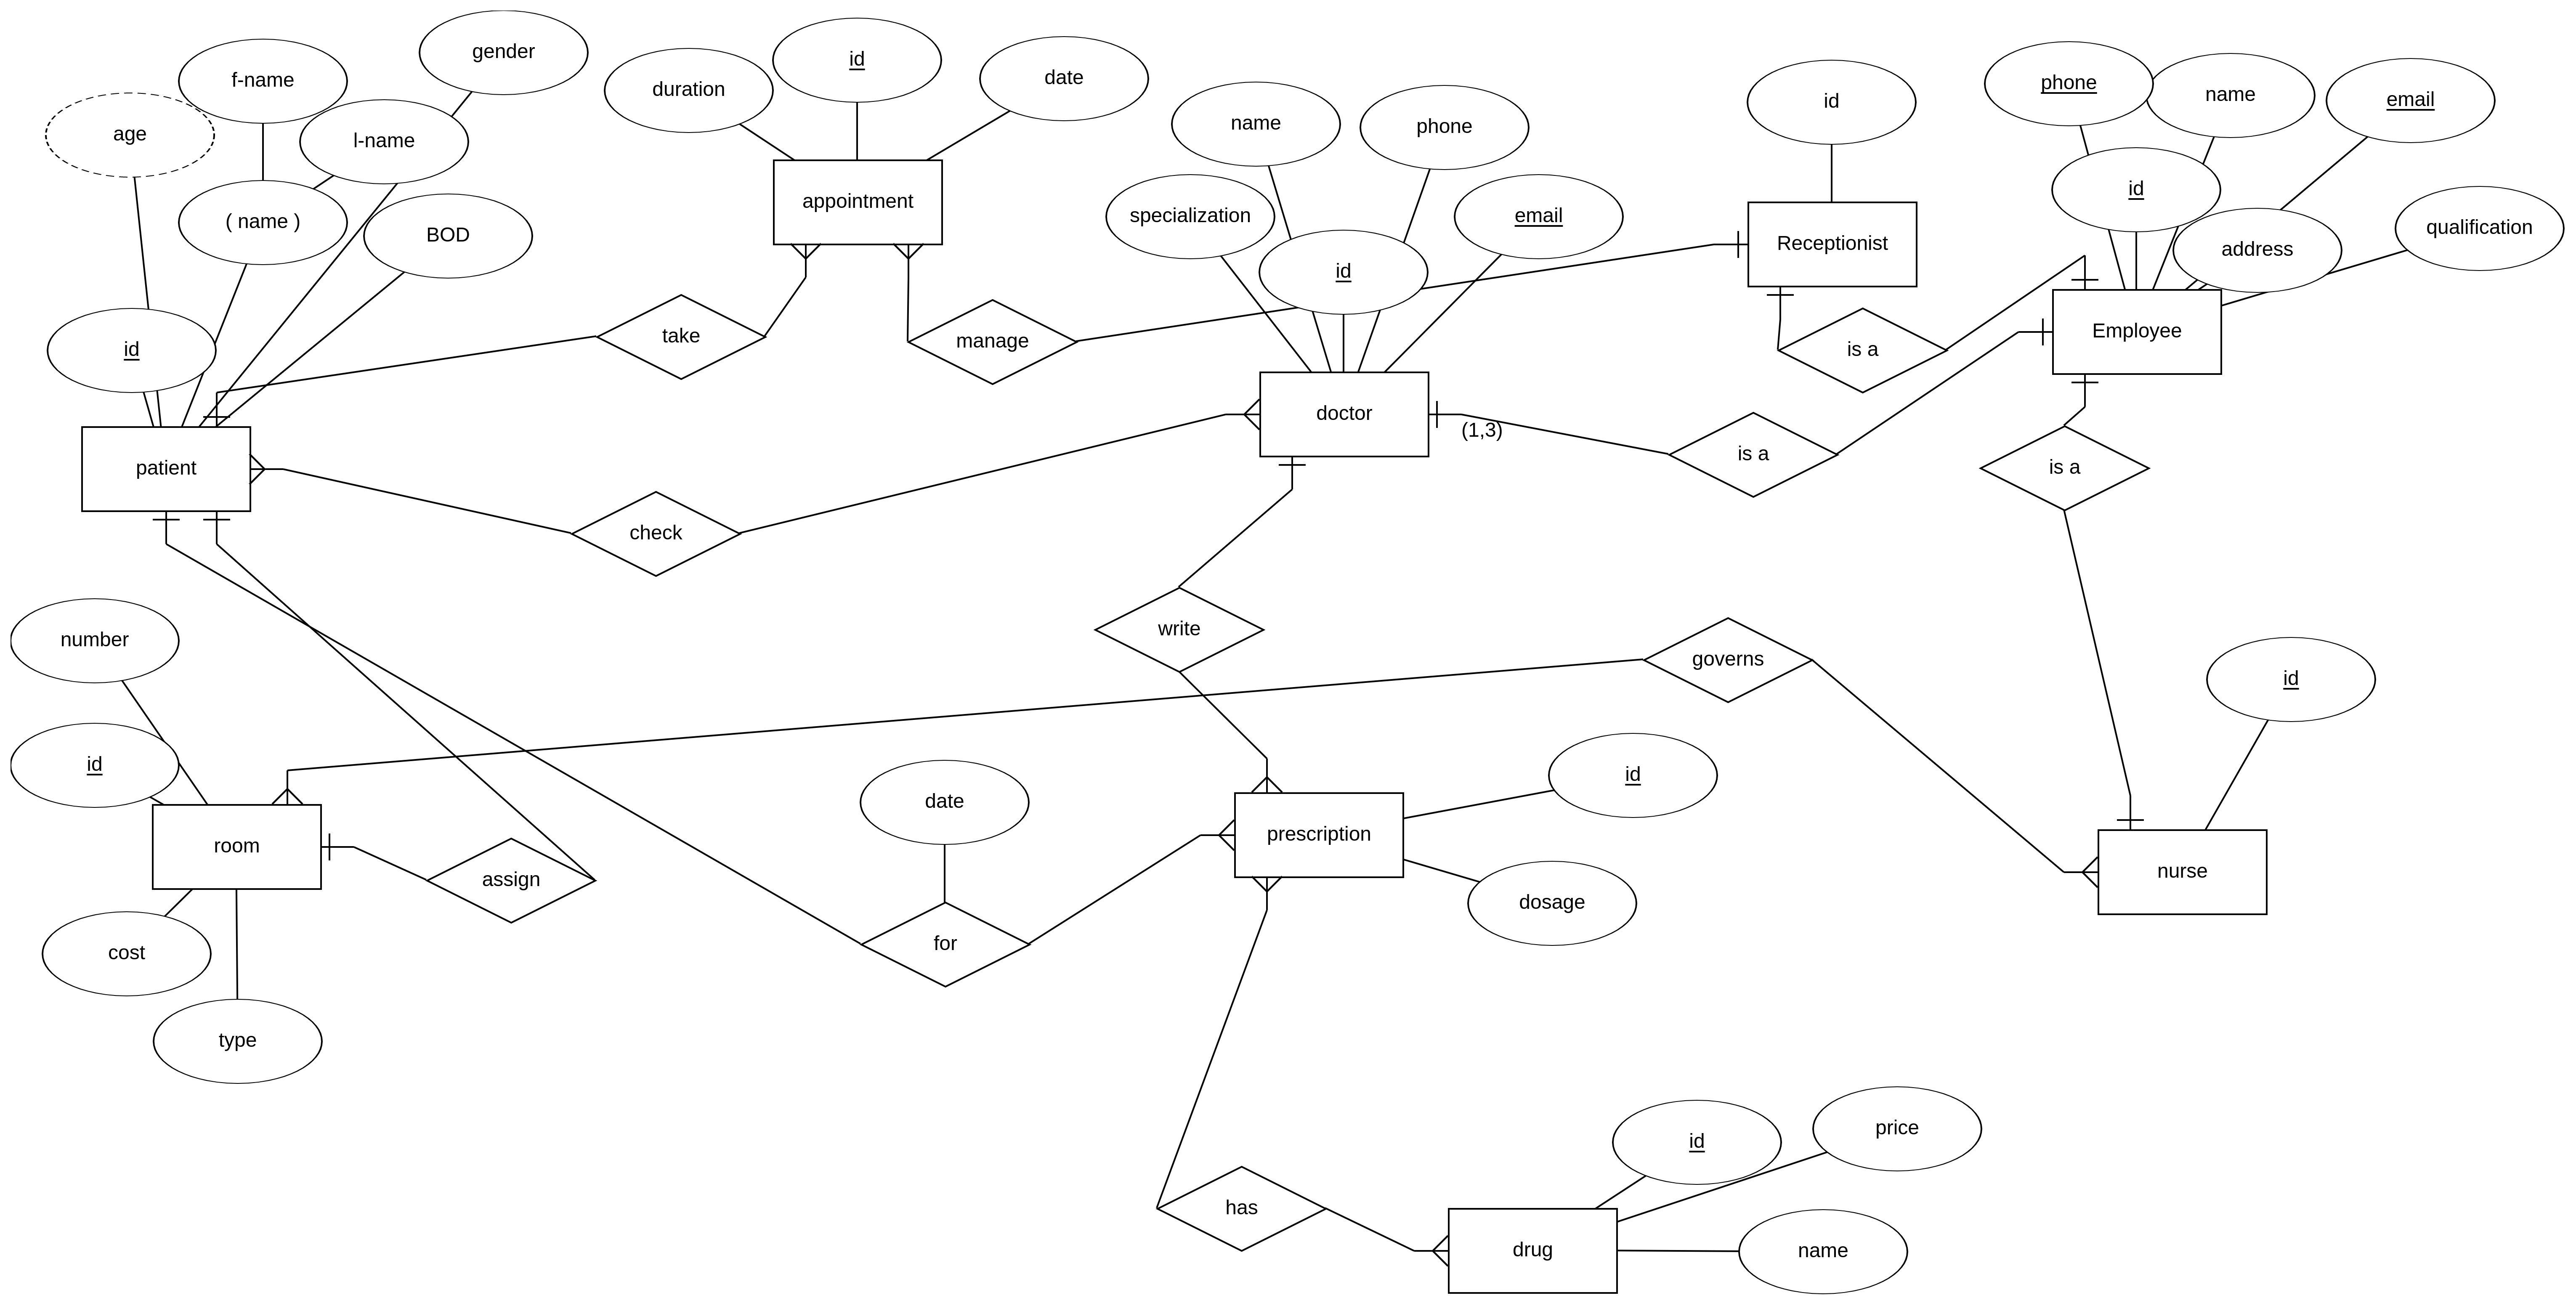 gender
id
f-name
duration
date
phone
name
email
age
l-name
id
name
phone
id
appointment
specialization
email
( name )
BOD
Receptionist
address
qualification
id
take
manage
id
is a
Employee
doctor
(1,3)
is a
is a
patient
check
number
write
governs
id
id
id
date
prescription
room
assign
nurse
dosage
for
cost
type
id
price
has
drug
name